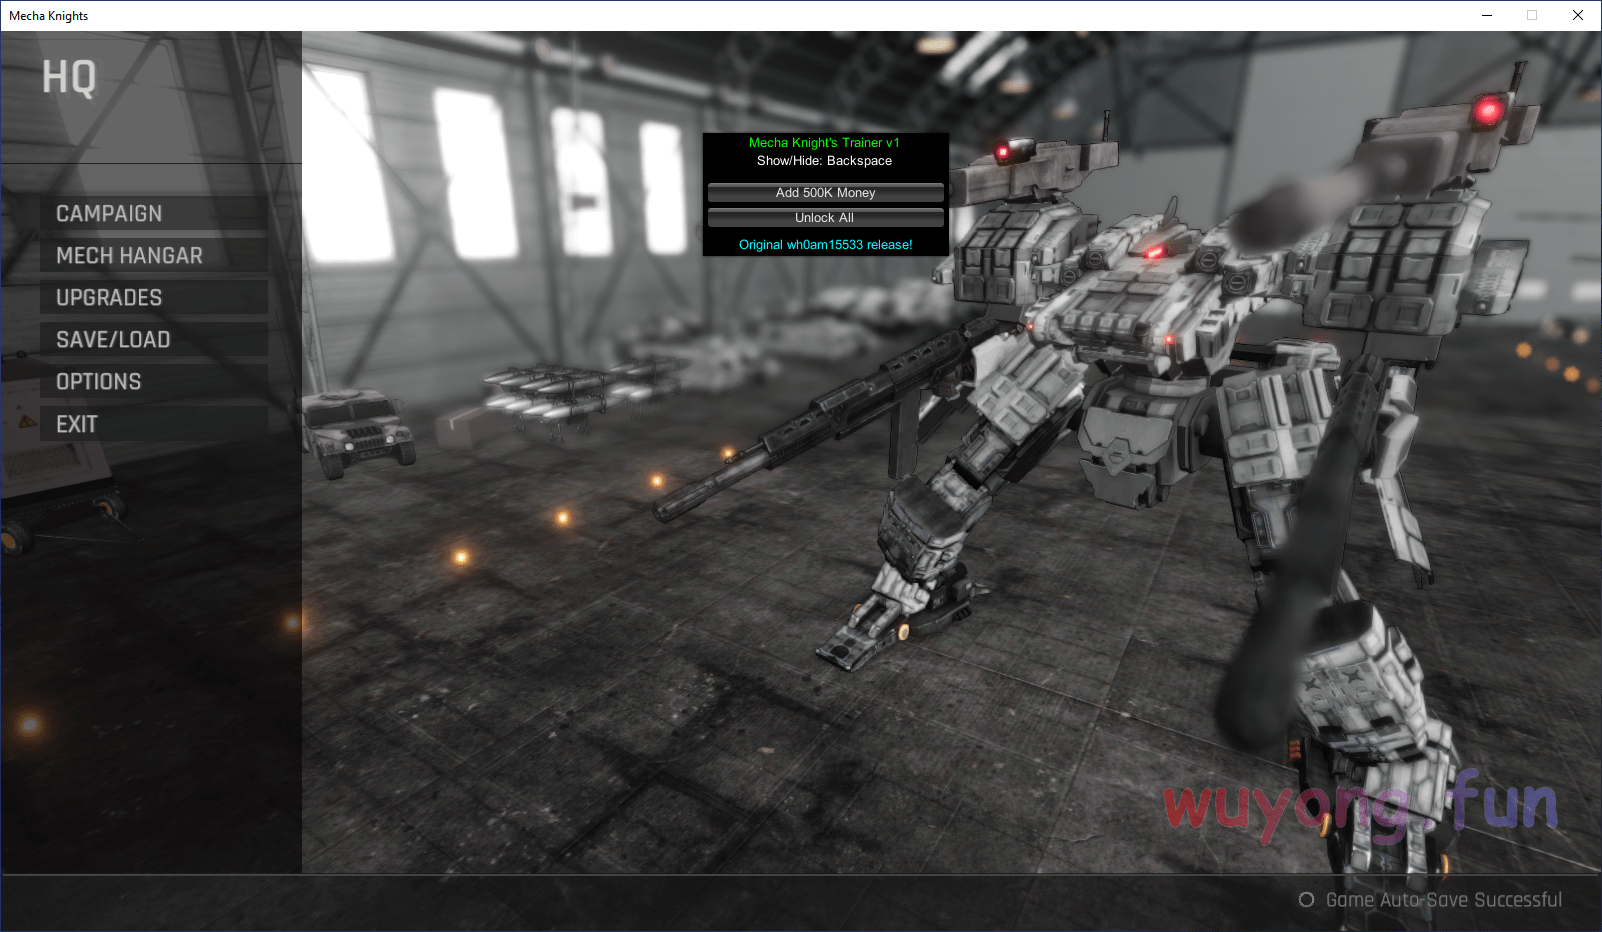 Mecha Knights
HQ
CAMPAIGN
MECH HANGAR
UPGRADES
SAVE/LOAD
OPTIONS
EXIT
Mecha Knight's Trainer v1
Show/Hide: Backspace
Add 500K Money
Unlock All
Original wh0am15533 release!
wuyong.fun
Game Auto-Save Successful